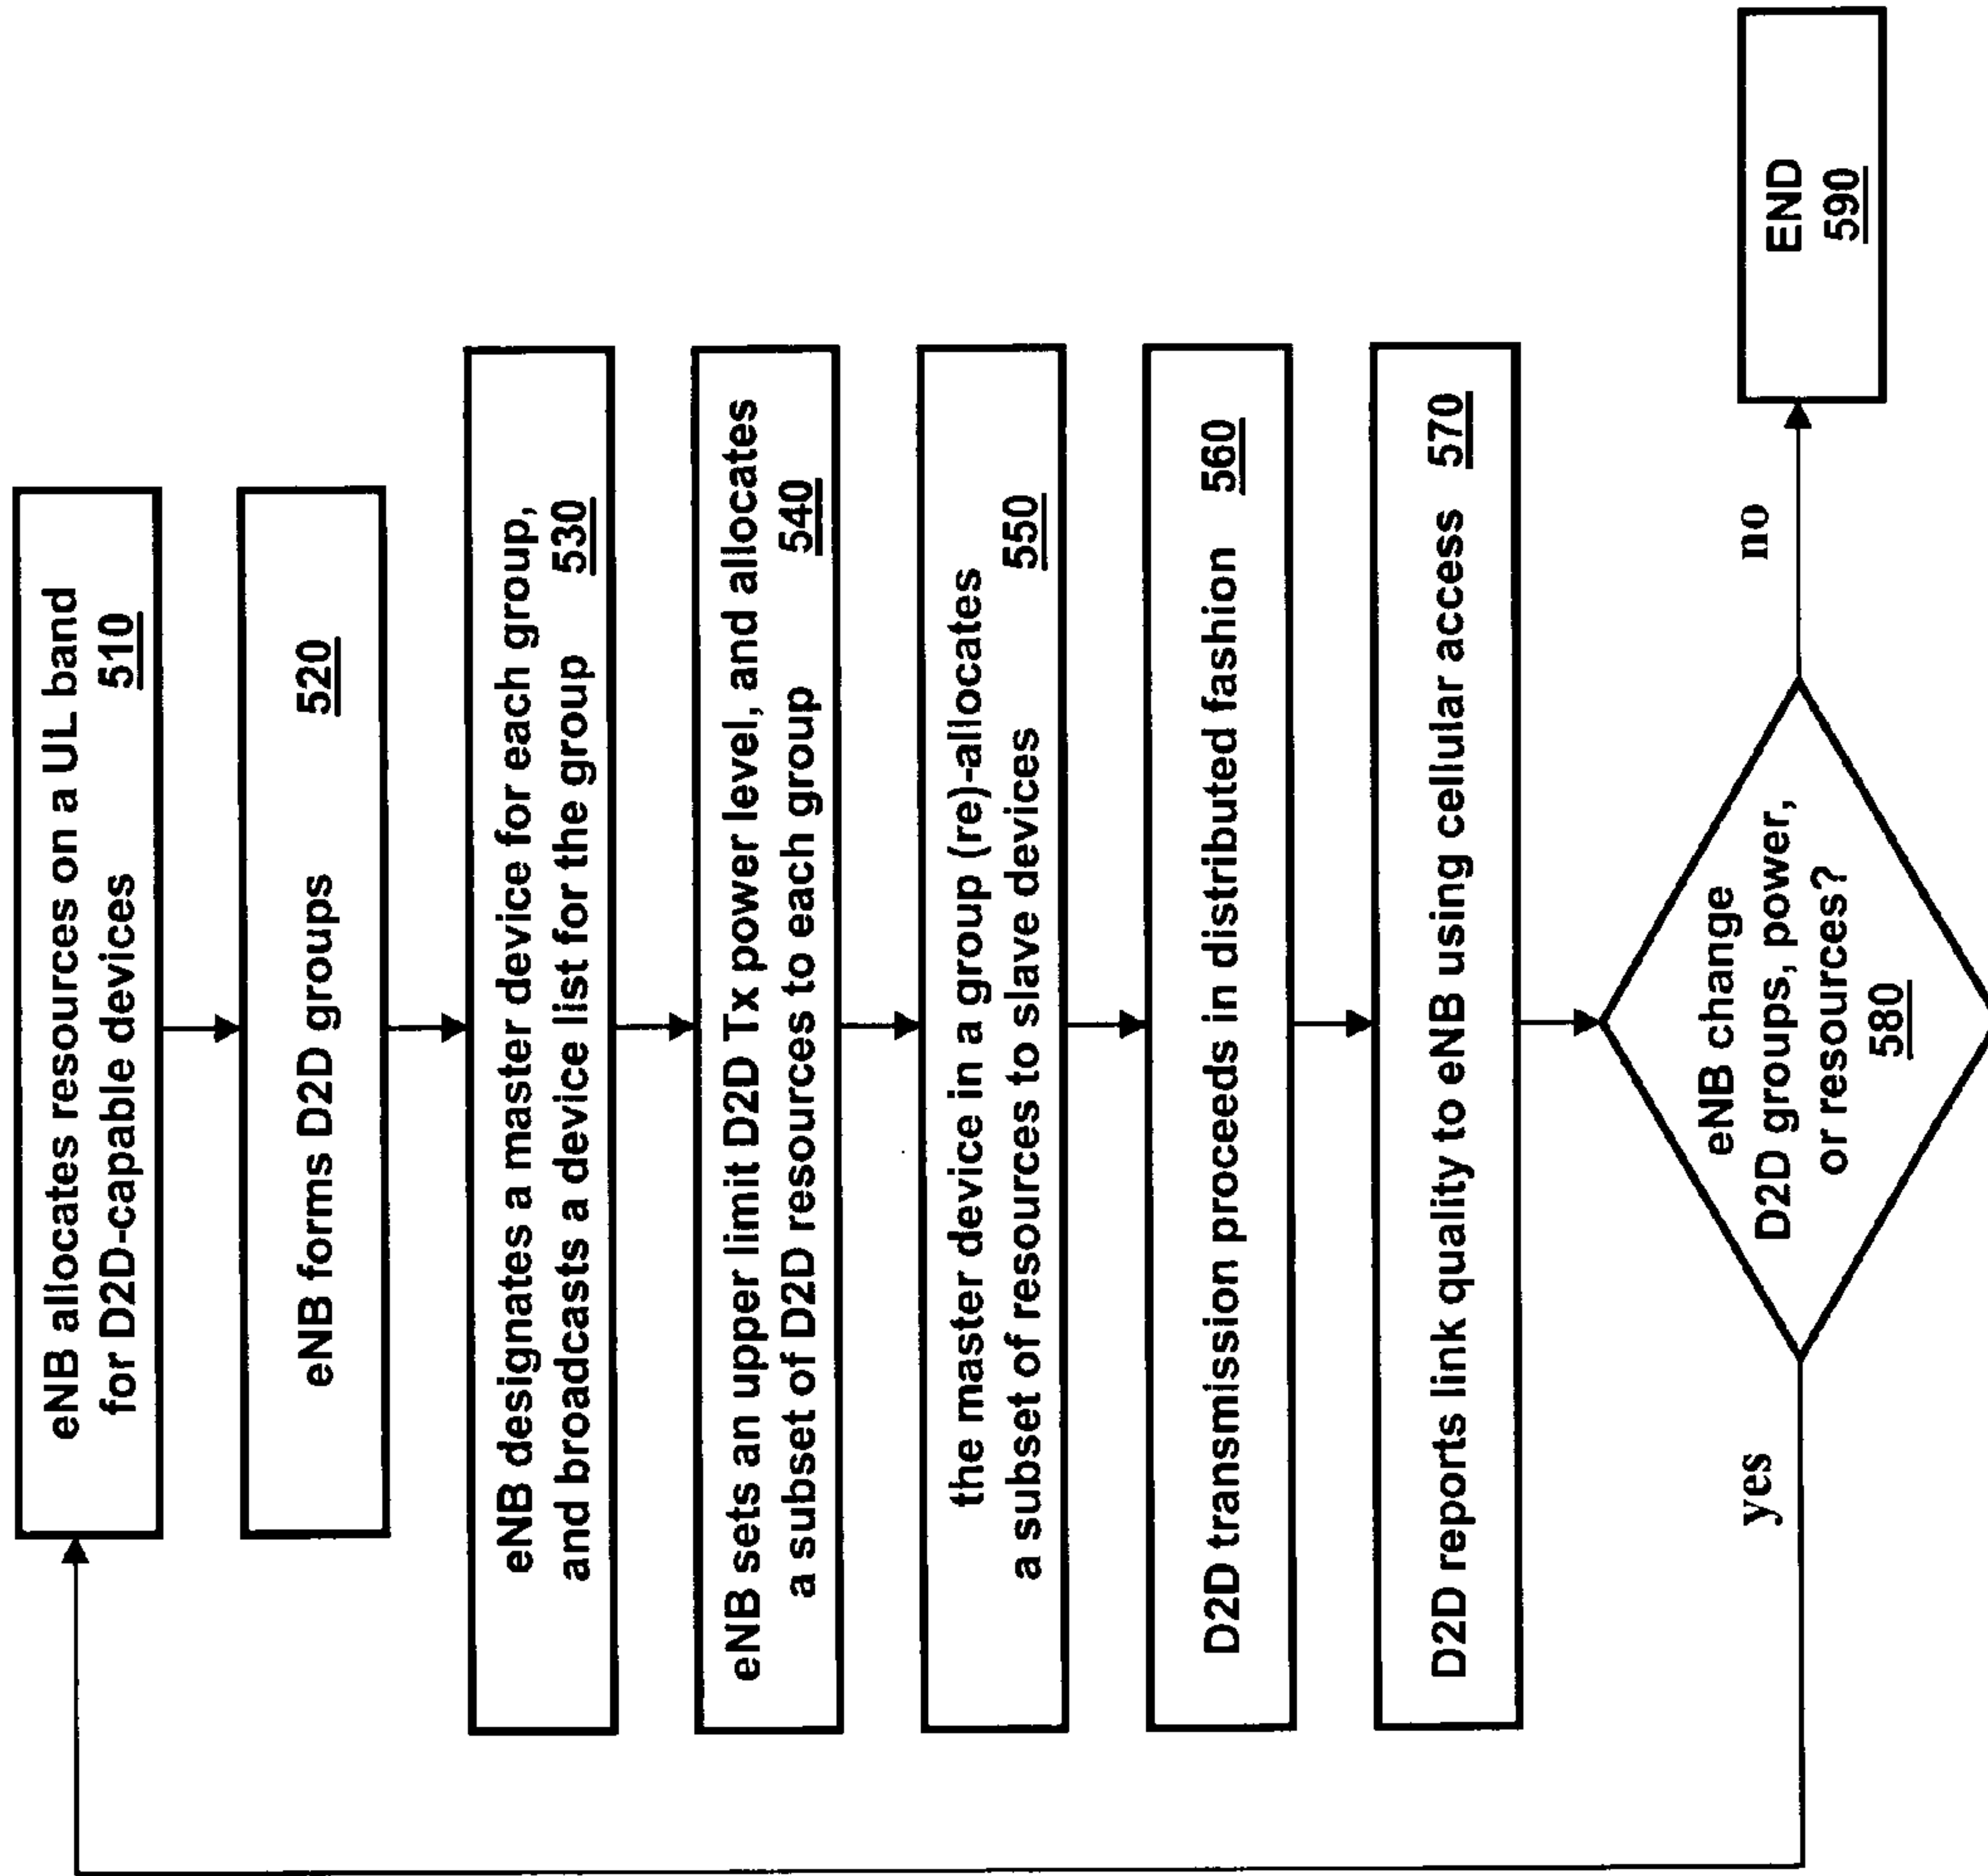 eNB allocates resources on a UL band
for D2D-capable devices 510
eNB forms D2D groups 520
eNB designates a master device for each group,
and broadcasts a device list for the group 530
eNB sets an upper limit D2D Tx power level, and allocates
a subset of D2D resources to each group 540
the master device in a group (re)-allocates
a subset of resources to slave devices 550
D2D transmission proceeds in distributed fashion 560
D2D reports link quality to eNB using cellular access 570
eNB change
D2D groups, power,
or resources?
580
yes
no
END
590